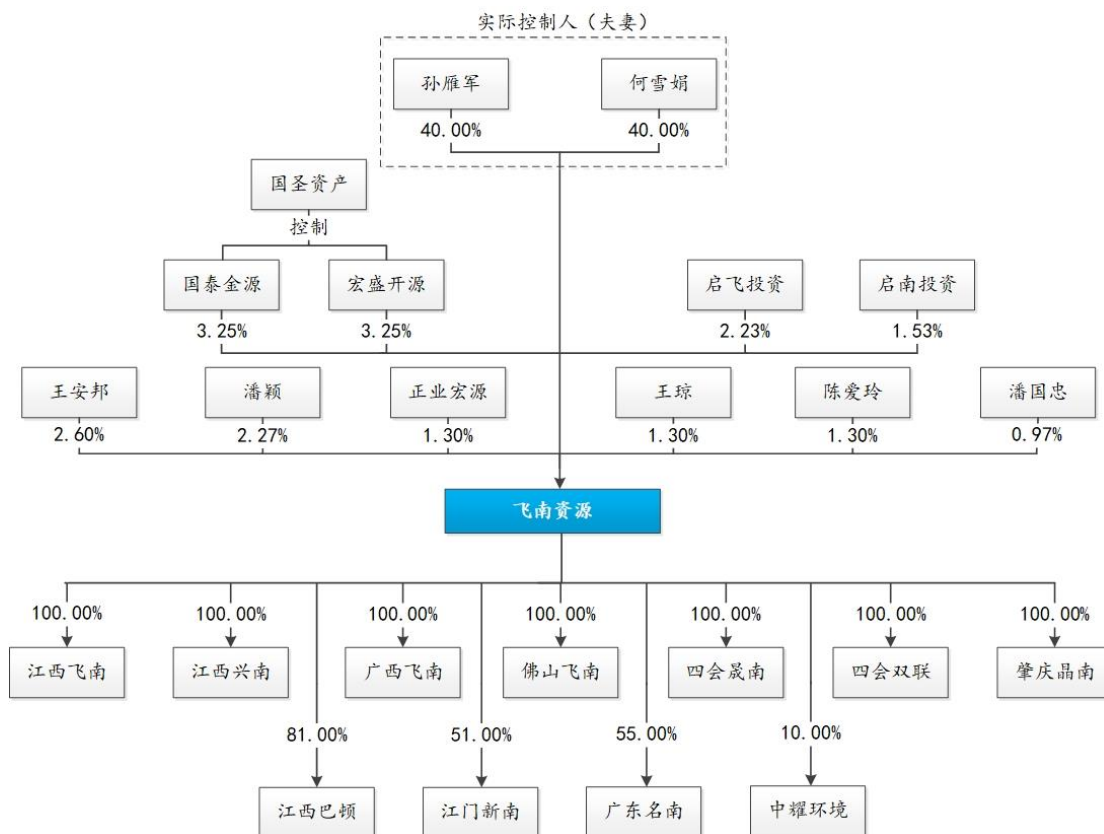 实际控制人（夫妻）
孙雁军 何雪娟
40.00% 40.00%
国圣资产
控制
国泰金源 宏盛开源 启飞投资 启南投资
3.25% 3.25% 2.23% 1.53%
王安邦 潘颖 正业宏源 王琼 陈爱玲 潘国忠
2.60% 2.27% 1.30% 1.30% 1.30% 0.97%
飞南资源
100.00% 100.00% 100.00% 100.00% 100.00% 100.00% 100.00%
江西飞南 江西兴南 广西飞南 佛山飞南 四会晟南 四会双联 肇庆晶南
81.00% 51.00% 55.00% 10.00%
江西巴顿 江门新南 广东名南 中耀环境